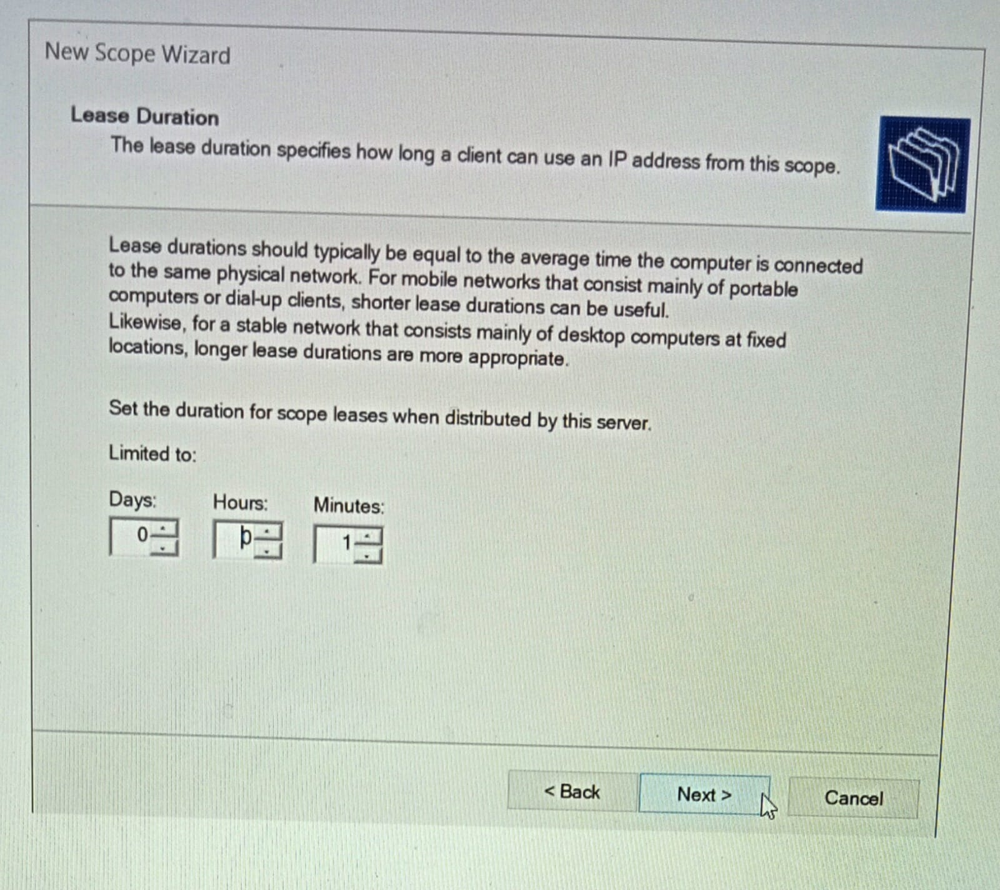 New Scope Wizard
Lease Duration
The lease duration specifies how long a client can use an IP address from this scope.
Lease durations should typically be equal to the average time the computer is connected
to the same physical network. For mobile networks that consist mainly of portable
computers or dial-up clients, shorter lease durations can be useful.
Likewise, for a stable network that consists mainly of desktop computers at fixed
locations, longer lease durations are more appropriate.
Set the duration for scope leases when distributed by this server.
Limited to:
Days: Hours: Minutes:
0 0 1
< Back Next > Cancel